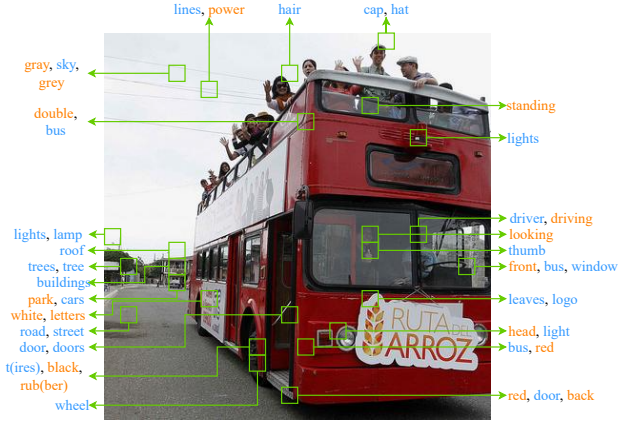 lines, power
hair
cap, hat
gray, sky,
grey
double,
bus
standing
lights
lights, lamp
roof
trees, tree
buildings
park, cars
white, letters
road, street
door, doors
t(ires), black,
rub(ber)
wheel
driver, driving
looking
thumb
front, bus, window
leaves, logo
head, light
bus, red
red, door, back
RUTA DEL
ARROZ